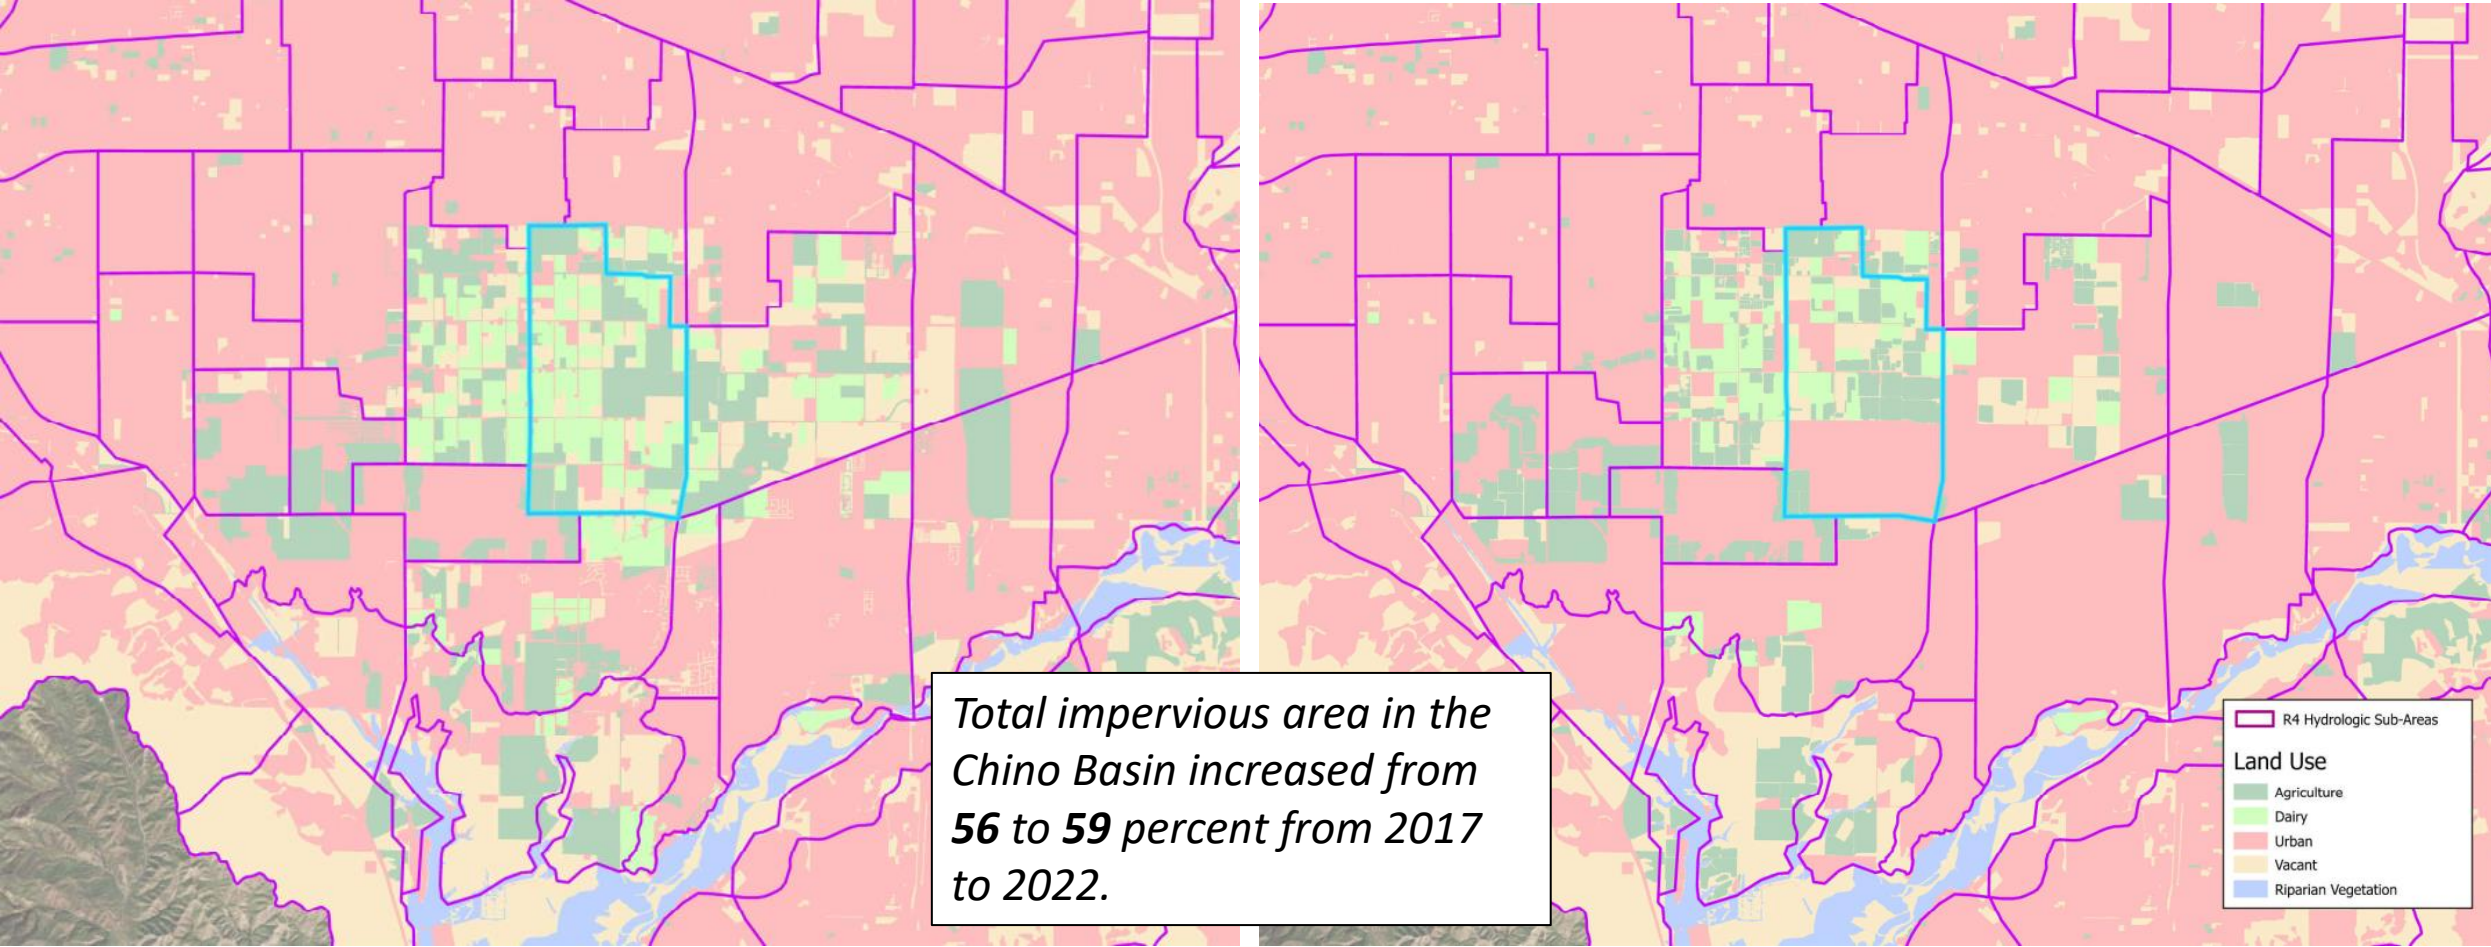 Total impervious area in the
Chino Basin increased from
56 to 59 percent from 2017
to 2022.
R4 Hydrologic Sub-Areas
Land Use
Agriculture
Dairy
Urban
Vacant
Riparian Vegetation